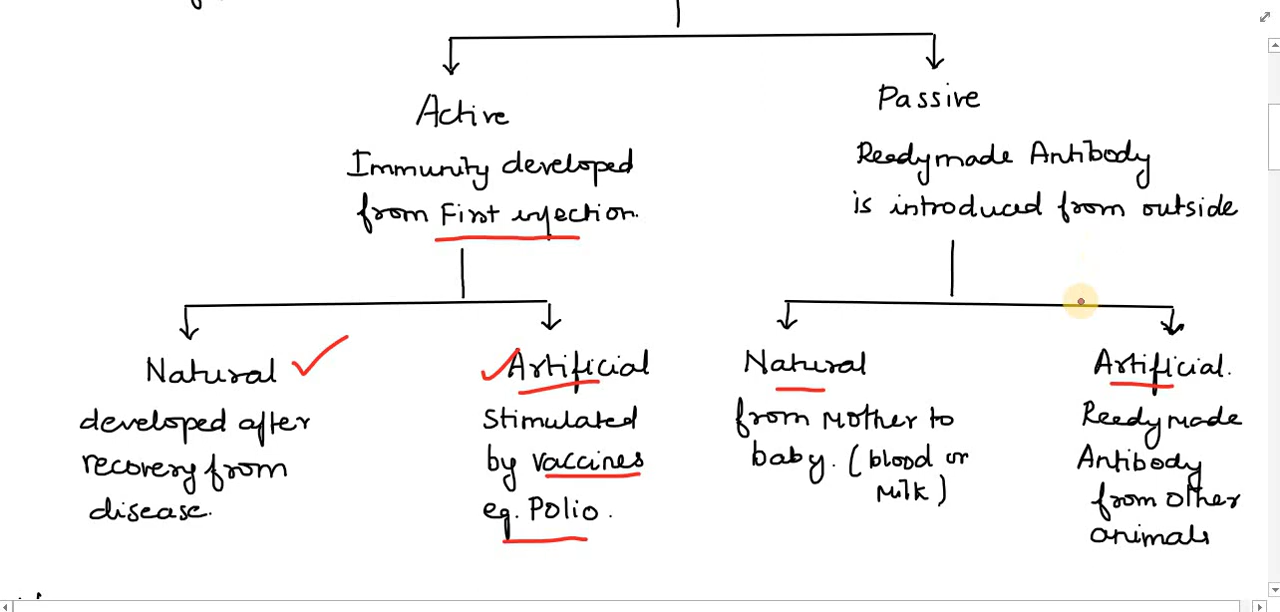 Active
Immunity developed
from First injection.
Passive
Readymade Antibody
is introduced from outside
Natural
developed after
recovery from
disease.
Artificial
Stimulated
by vaccines
eg. Polio.
Natural
from Mother to
baby. (blood or
Milk)
Artificial.
Readymade
Antibody
from other
animals